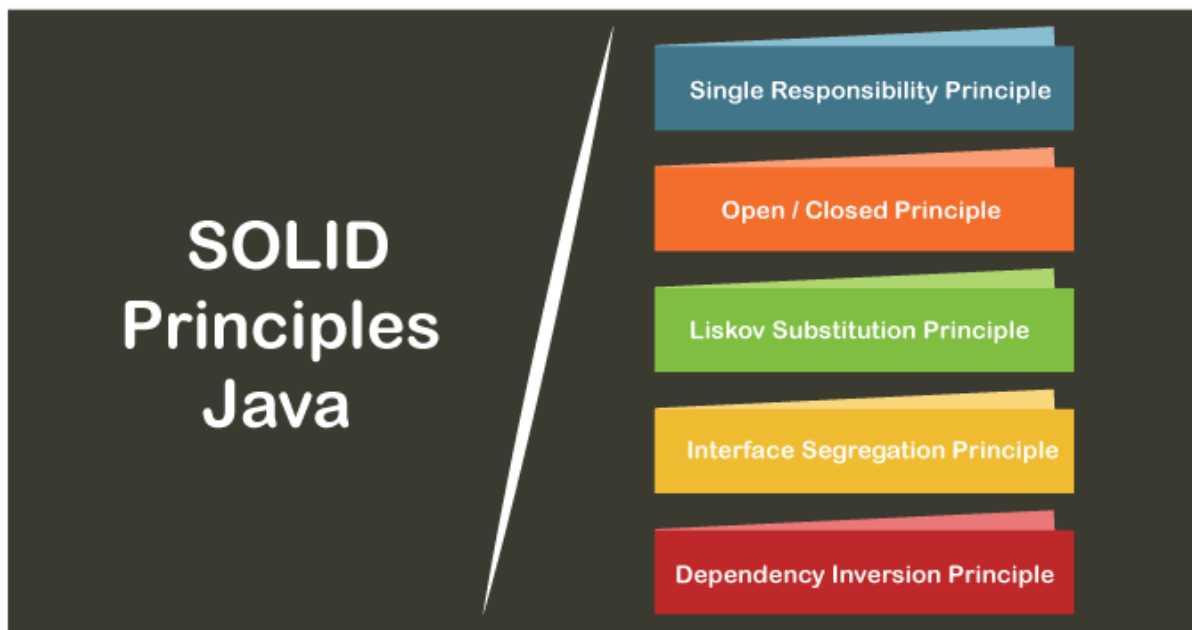 SOLID
Principles
Java
Single Responsibility Principle
Open / Closed Principle
Liskov Substitution Principle
Interface Segregation Principle
Dependency Inversion Principle